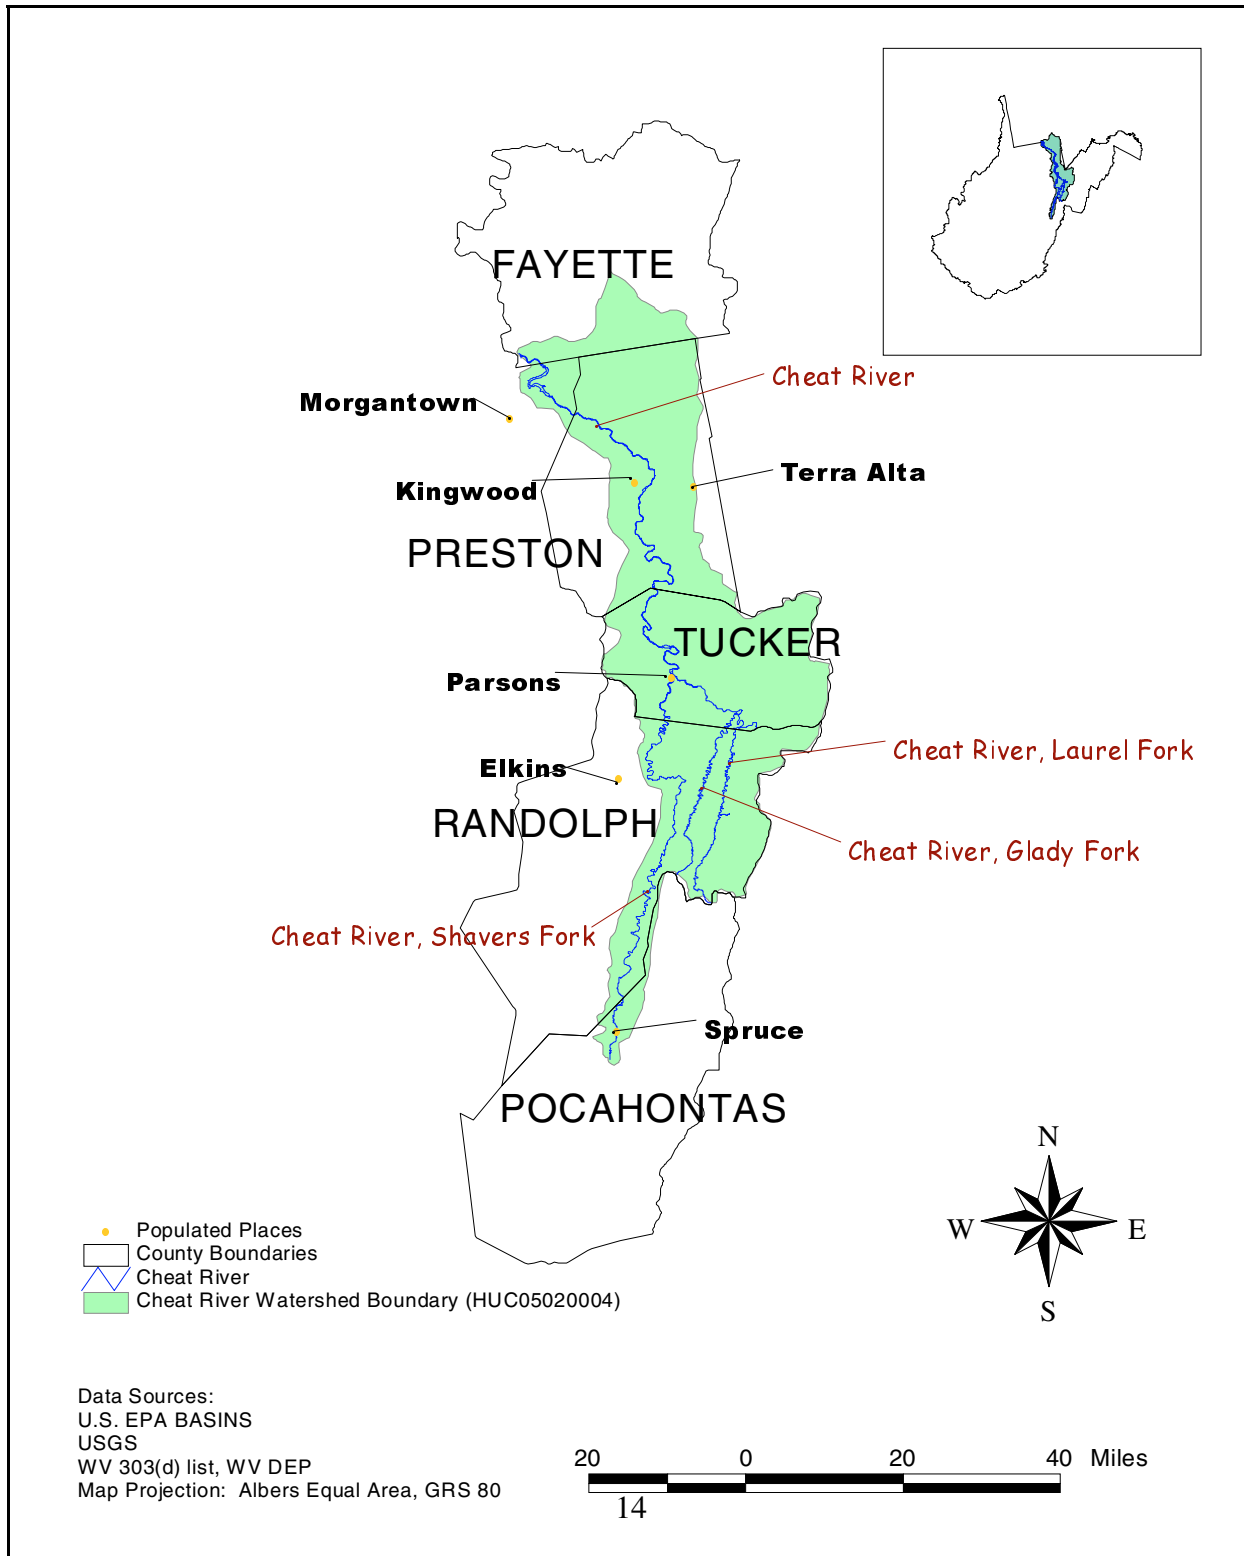 FAYETTE
Cheat River
Morgantown
Terra Alta
Kingwood
PRESTON
TUCKER
Parsons
Cheat River, Laurel Fork
Elkins
RANDOLPH
Cheat River, Glady Fork
Cheat River, Shavers Fork
Spruce
POCAHONTAS
N
W
E
S
Populated Places
County Boundaries
Cheat River
Cheat River Watershed Boundary (HUC05020004)
Data Sources:
U.S. EPA BASINS
USGS
WV 303(d) list, WV DEP
Map Projection: Albers Equal Area, GRS 80
20 0 20 40 Miles
14